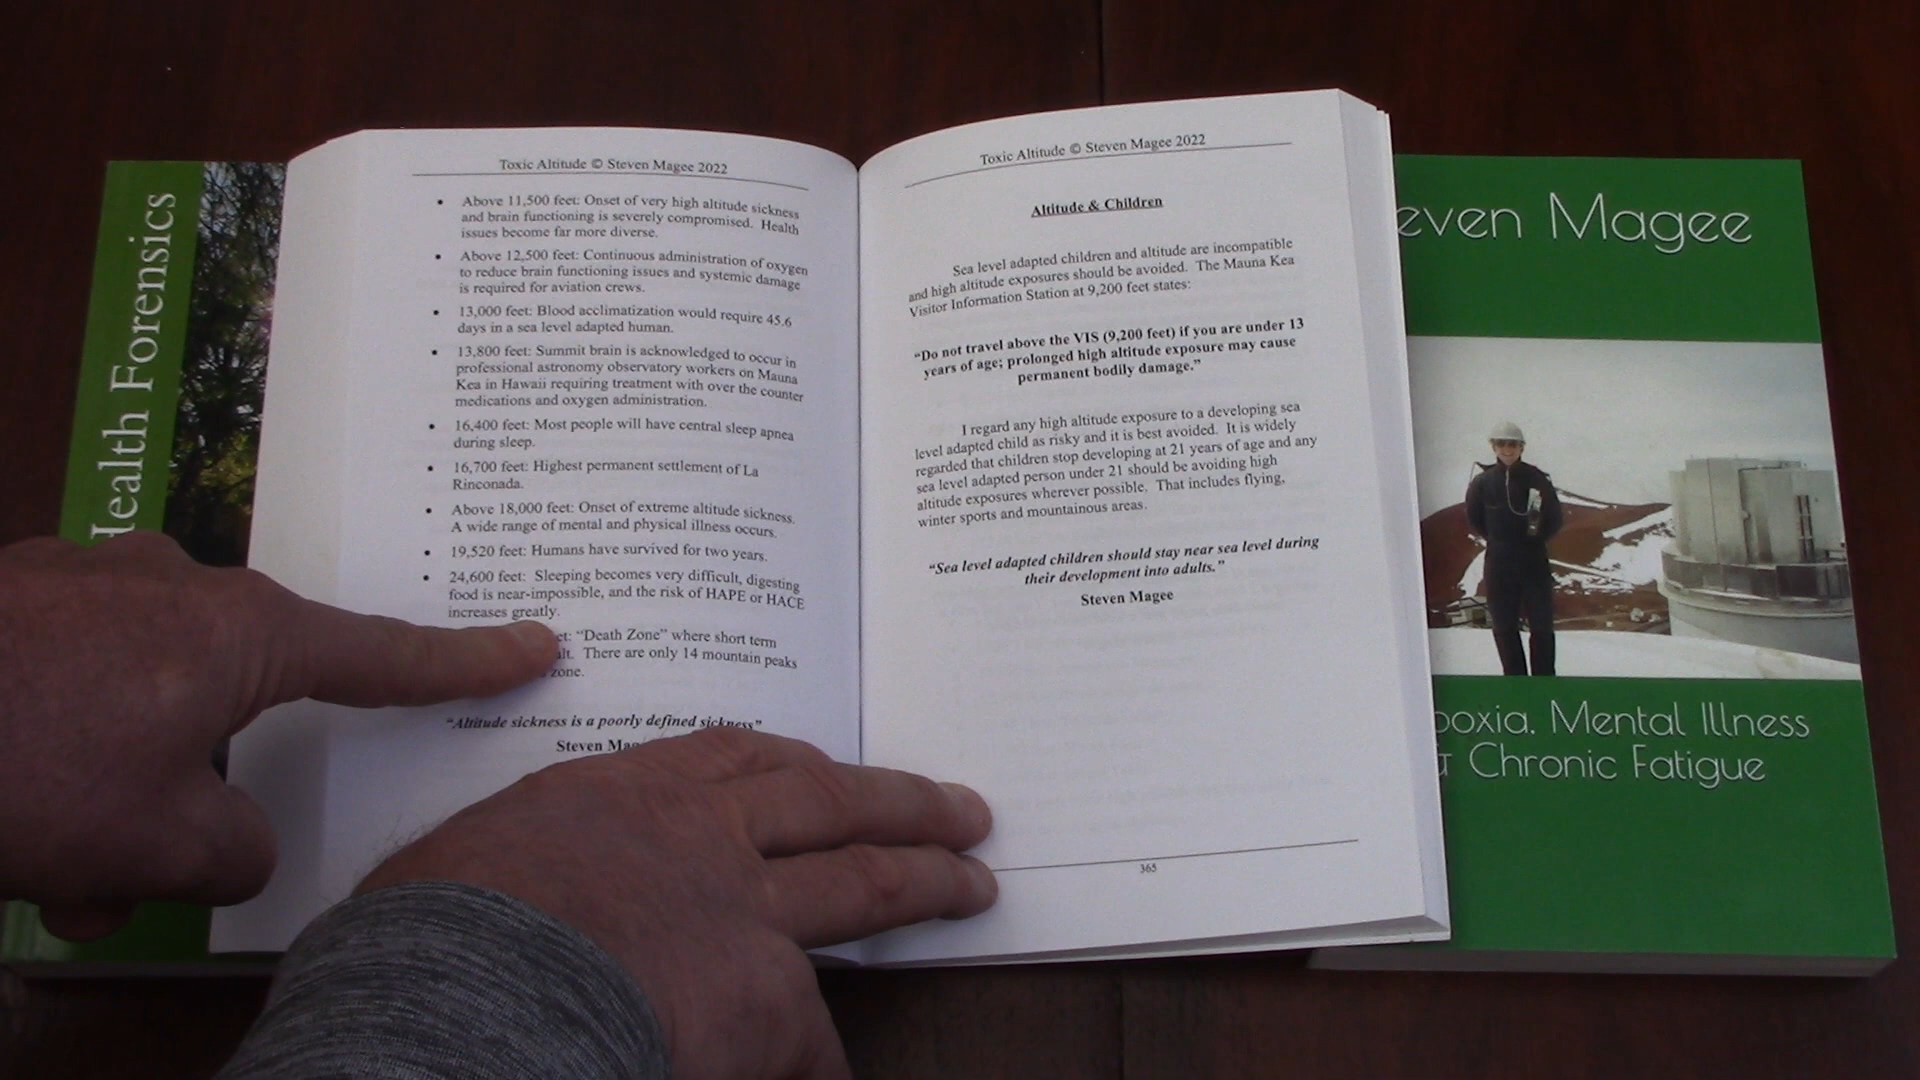 Health Forensics
Toxic Altitude © Steven Magee 2022
• Above 11,500 feet: Onset of very high altitude sickness
and brain functioning is severely compromised. Health
issues become far more diverse.
• Above 12,500 feet: Continuous administration of oxygen
to reduce brain functioning issues and systemic damage
is required for aviation crews.
• 13,000 feet: Blood acclimatization would require 45.6
days in a sea level adapted human.
• 13,800 feet: Summit brain is acknowledged to occur in
professional astronomy observatory workers on Mauna
Kea in Hawaii requiring treatment with over the counter
medications and oxygen administration.
• 16,400 feet: Most people will have central sleep apnea
during sleep.
• 16,700 feet: Highest permanent settlement of La
Rinconada.
• Above 18,000 feet: Onset of extreme altitude sickness.
A wide range of mental and physical illness occurs.
• 19,520 feet: Humans have survived for two years.
• 24,600 feet: Sleeping becomes very difficult, digesting
food is near-impossible, and the risk of HAPE or HACE
increases greatly.
et: “Death Zone” where short term
lt. There are only 14 mountain peaks
zone.
“Altitude sickness is a poorly defined sickness”
Steven Mag
Toxic Altitude © Steven Magee 2022
Altitude & Children
Sea level adapted children and altitude are incompatible
and high altitude exposures should be avoided. The Mauna Kea
Visitor Information Station at 9,200 feet states:
“Do not travel above the VIS (9,200 feet) if you are under 13
years of age; prolonged high altitude exposure may cause
permanent bodily damage.”
I regard any high altitude exposure to a developing sea
level adapted child as risky and it is best avoided. It is widely
regarded that children stop developing at 21 years of age and any
sea level adapted person under 21 should be avoiding high
altitude exposures wherever possible. That includes flying,
winter sports and mountainous areas.
“Sea level adapted children should stay near sea level during
their development into adults.”
Steven Magee
365
even Magee
poxia, Mental Illness
& Chronic Fatigue